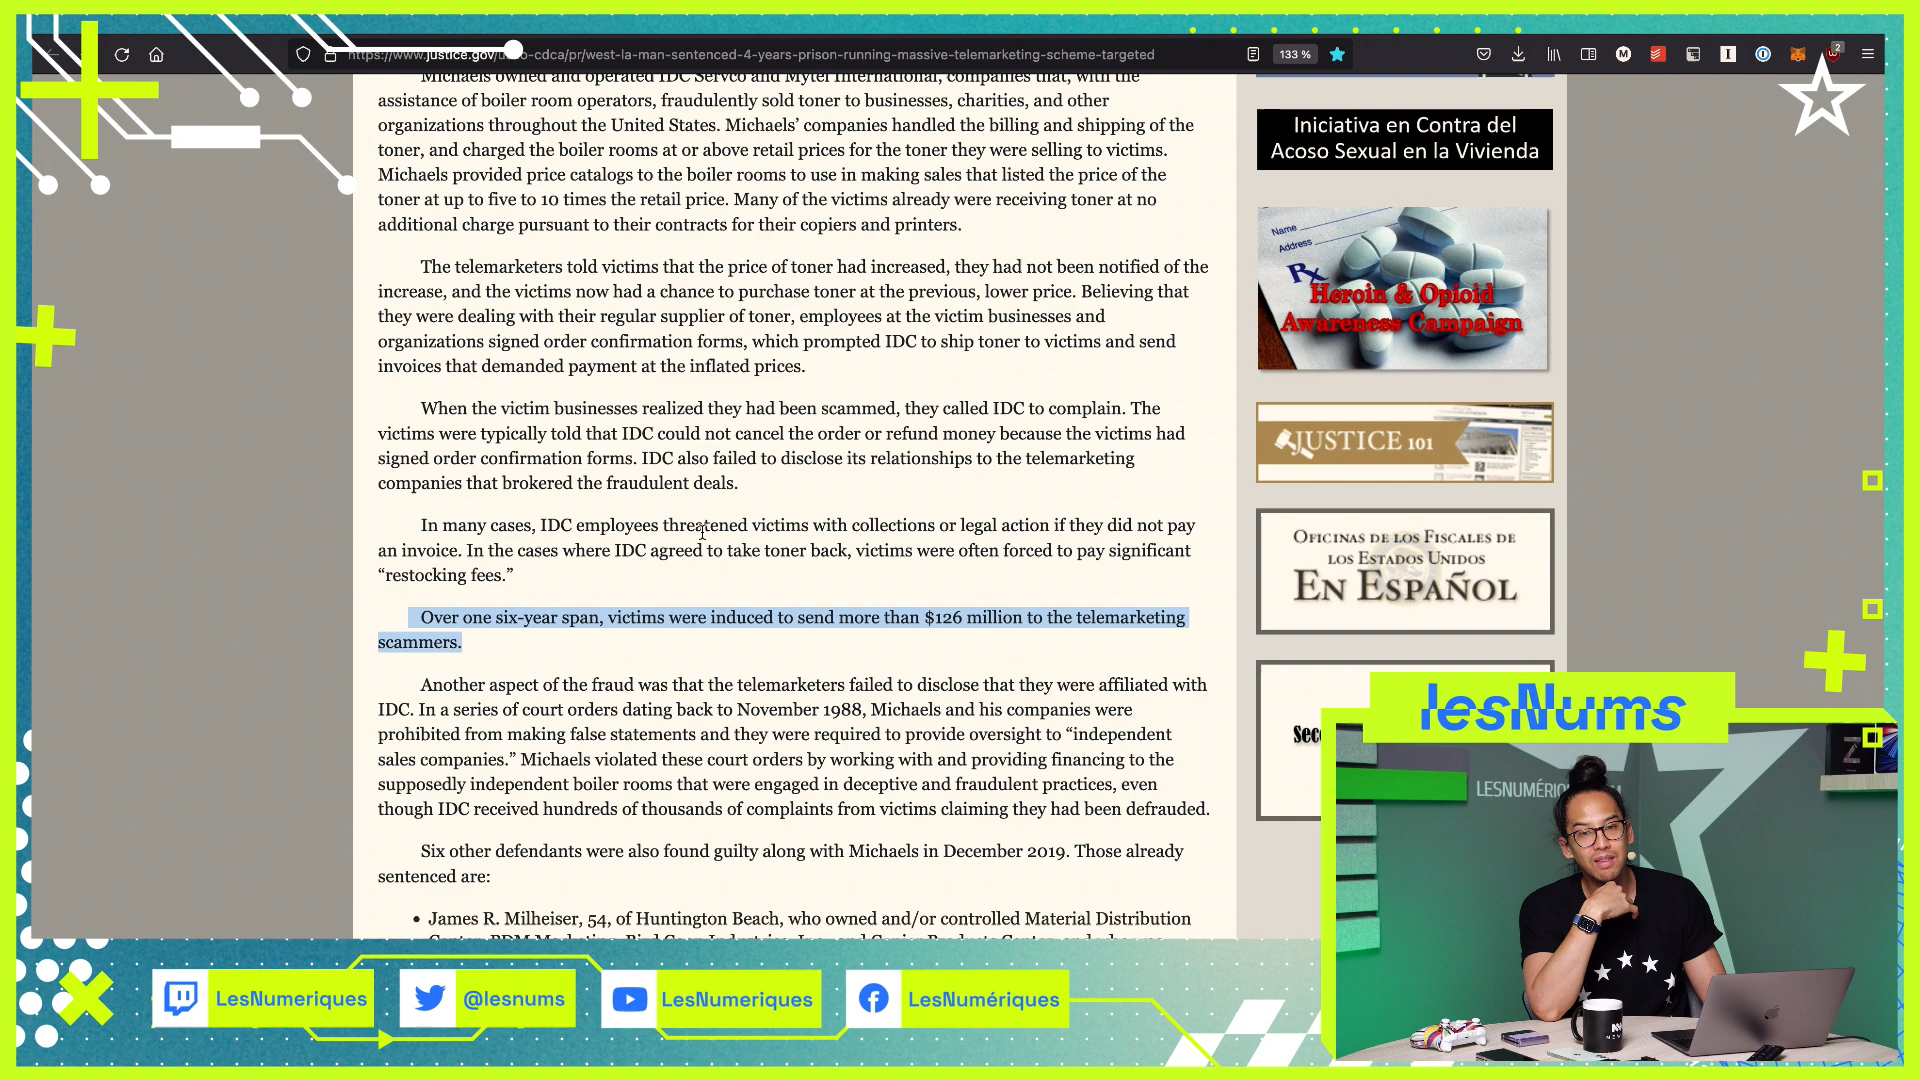 https://www.justice.gov/u -cdca/pr/west-la-man-sentenced-4-years-prison-running-massive-telemarketing-scheme-targeted
133 %
M
I
2
Michaels owned and operated IDC Servco and Mytel International, companies that, with the
assistance of boiler room operators, fraudulently sold toner to businesses, charities, and other
organizations throughout the United States. Michaels’ companies handled the billing and shipping of the
toner, and charged the boiler rooms at or above retail prices for the toner they were selling to victims.
Michaels provided price catalogs to the boiler rooms to use in making sales that listed the price of the
toner at up to five to 10 times the retail price. Many of the victims already were receiving toner at no
additional charge pursuant to their contracts for their copiers and printers.
The telemarketers told victims that the price of toner had increased, they had not been notified of the
increase, and the victims now had a chance to purchase toner at the previous, lower price. Believing that
they were dealing with their regular supplier of toner, employees at the victim businesses and
organizations signed order confirmation forms, which prompted IDC to ship toner to victims and send
invoices that demanded payment at the inflated prices.
When the victim businesses realized they had been scammed, they called IDC to complain. The
victims were typically told that IDC could not cancel the order or refund money because the victims had
signed order confirmation forms. IDC also failed to disclose its relationships to the telemarketing
companies that brokered the fraudulent deals.
In many cases, IDC employees threatened victims with collections or legal action if they did not pay
an invoice. In the cases where IDC agreed to take toner back, victims were often forced to pay significant
“restocking fees.”
Over one six-year span, victims were induced to send more than $126 million to the telemarketing
scammers.
Another aspect of the fraud was that the telemarketers failed to disclose that they were affiliated with
IDC. In a series of court orders dating back to November 1988, Michaels and his companies were
prohibited from making false statements and they were required to provide oversight to “independent
sales companies.” Michaels violated these court orders by working with and providing financing to the
supposedly independent boiler rooms that were engaged in deceptive and fraudulent practices, even
though IDC received hundreds of thousands of complaints from victims claiming they had been defrauded.
Six other defendants were also found guilty along with Michaels in December 2019. Those already
sentenced are:
James R. Milheiser, 54, of Huntington Beach, who owned and/or controlled Material Distribution
Iniciativa en Contra del
Acoso Sexual en la Vivienda
Name
Address
Rx
Heroin & Opioid
Awareness Campaign
JUSTICE 101
OFICINAS DE LOS FISCALES DE
LOS ESTADOS UNIDOS
EN ESPAÑOL
Sec
lesNums
LESNUMÉRI
Z
LesNumeriques
@lesnums
LesNumeriques
LesNumériques